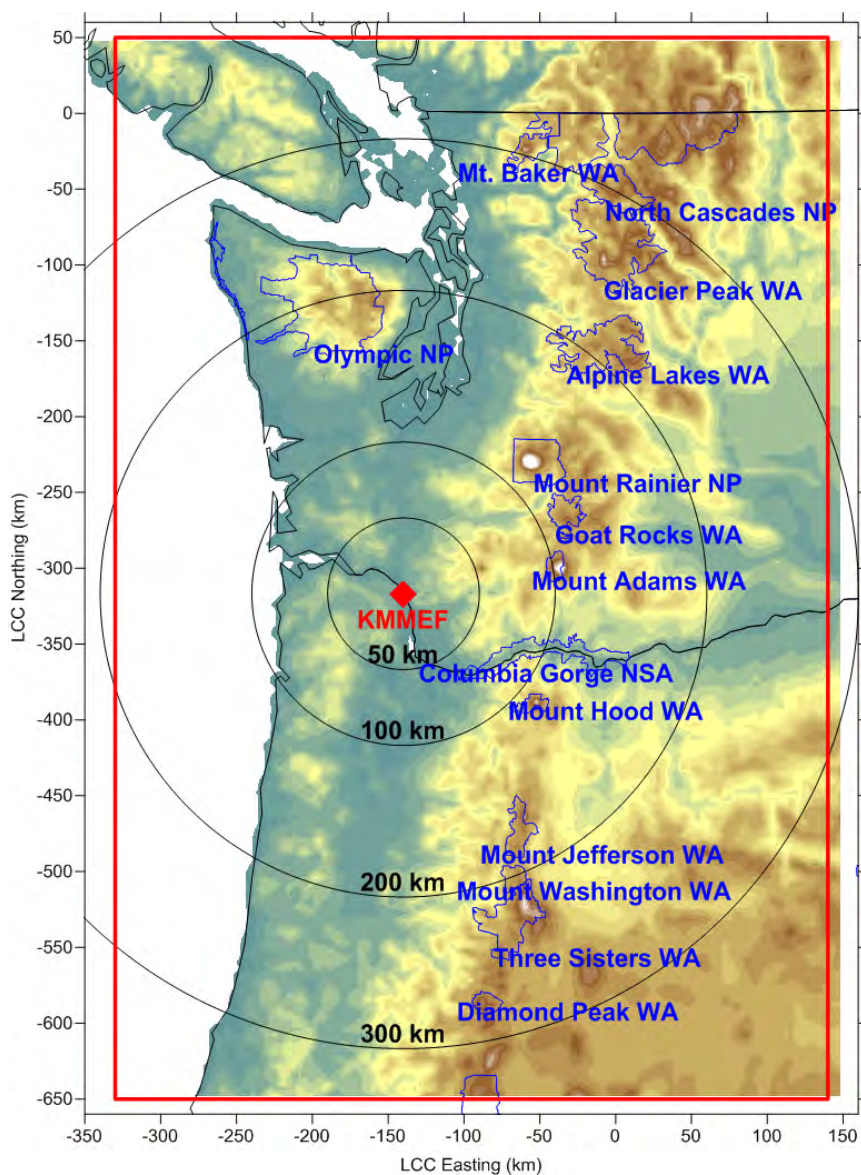 50
0
-50
-100
-150
-200
-250
-300
-350
-400
-450
-500
-550
-600
-650
LCC Northing (km)
Mt. Baker WA
North Cascades NP
Glacier Peak WA
Olympic NP
Alpine Lakes WA
Mount Rainier NP
Goat Rocks WA
Mount Adams WA
KMMEF
50 km
Columbia Gorge NSA
Mount Hood WA
100 km
Mount Jefferson WA
200 km
Mount Washington WA
Three Sisters WA
Diamond Peak WA
300 km
-350 -300 -250 -200 -150 -100 -50 0 50 100 150
LCC Easting (km)